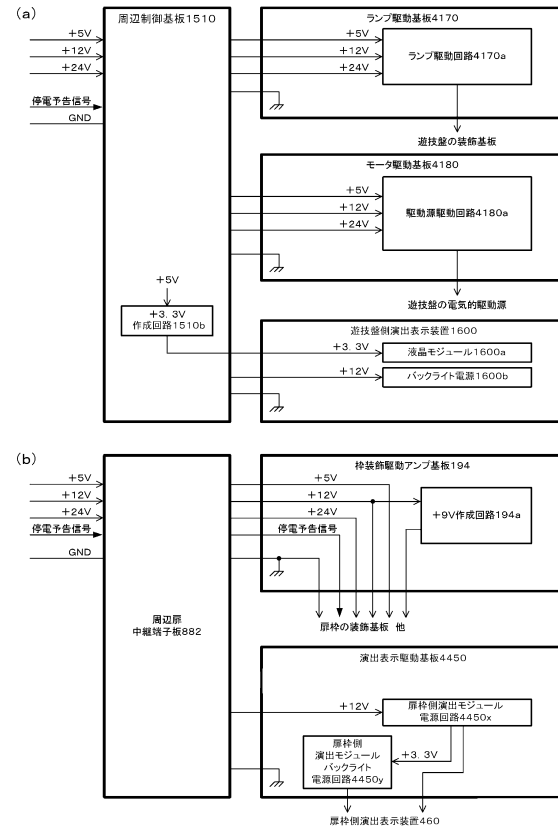 (a)
周辺制御基板1510
+5V
+12V
+24V
停電予告信号
GND
+5V
+3.3V
作成回路1510b
ランプ駆動基板4170
+5V
+12V
+24V
ランプ駆動回路4170a
遊技盤の装飾基板
モータ駆動基板4180
+5V
+12V
+24V
駆動源駆動回路4180a
遊技盤の電気的駆動源
遊技盤側演出表示装置1600
+3.3V
液晶モジュール1600a
+12V
バックライト電源1600b
(b)
+5V
+12V
+24V
停電予告信号
GND
周辺扉
中継端子板882
枠装飾駆動アンプ基板194
+5V
+12V
+24V
停電予告信号
+9V作成回路194a
扉枠の装飾基板 他
演出表示駆動基板4450
+12V
扉枠側演出モジュール
電源回路4450x
+3.3V
扉枠側
演出モジュール
バックライト
電源回路4450y
扉枠側演出表示装置460